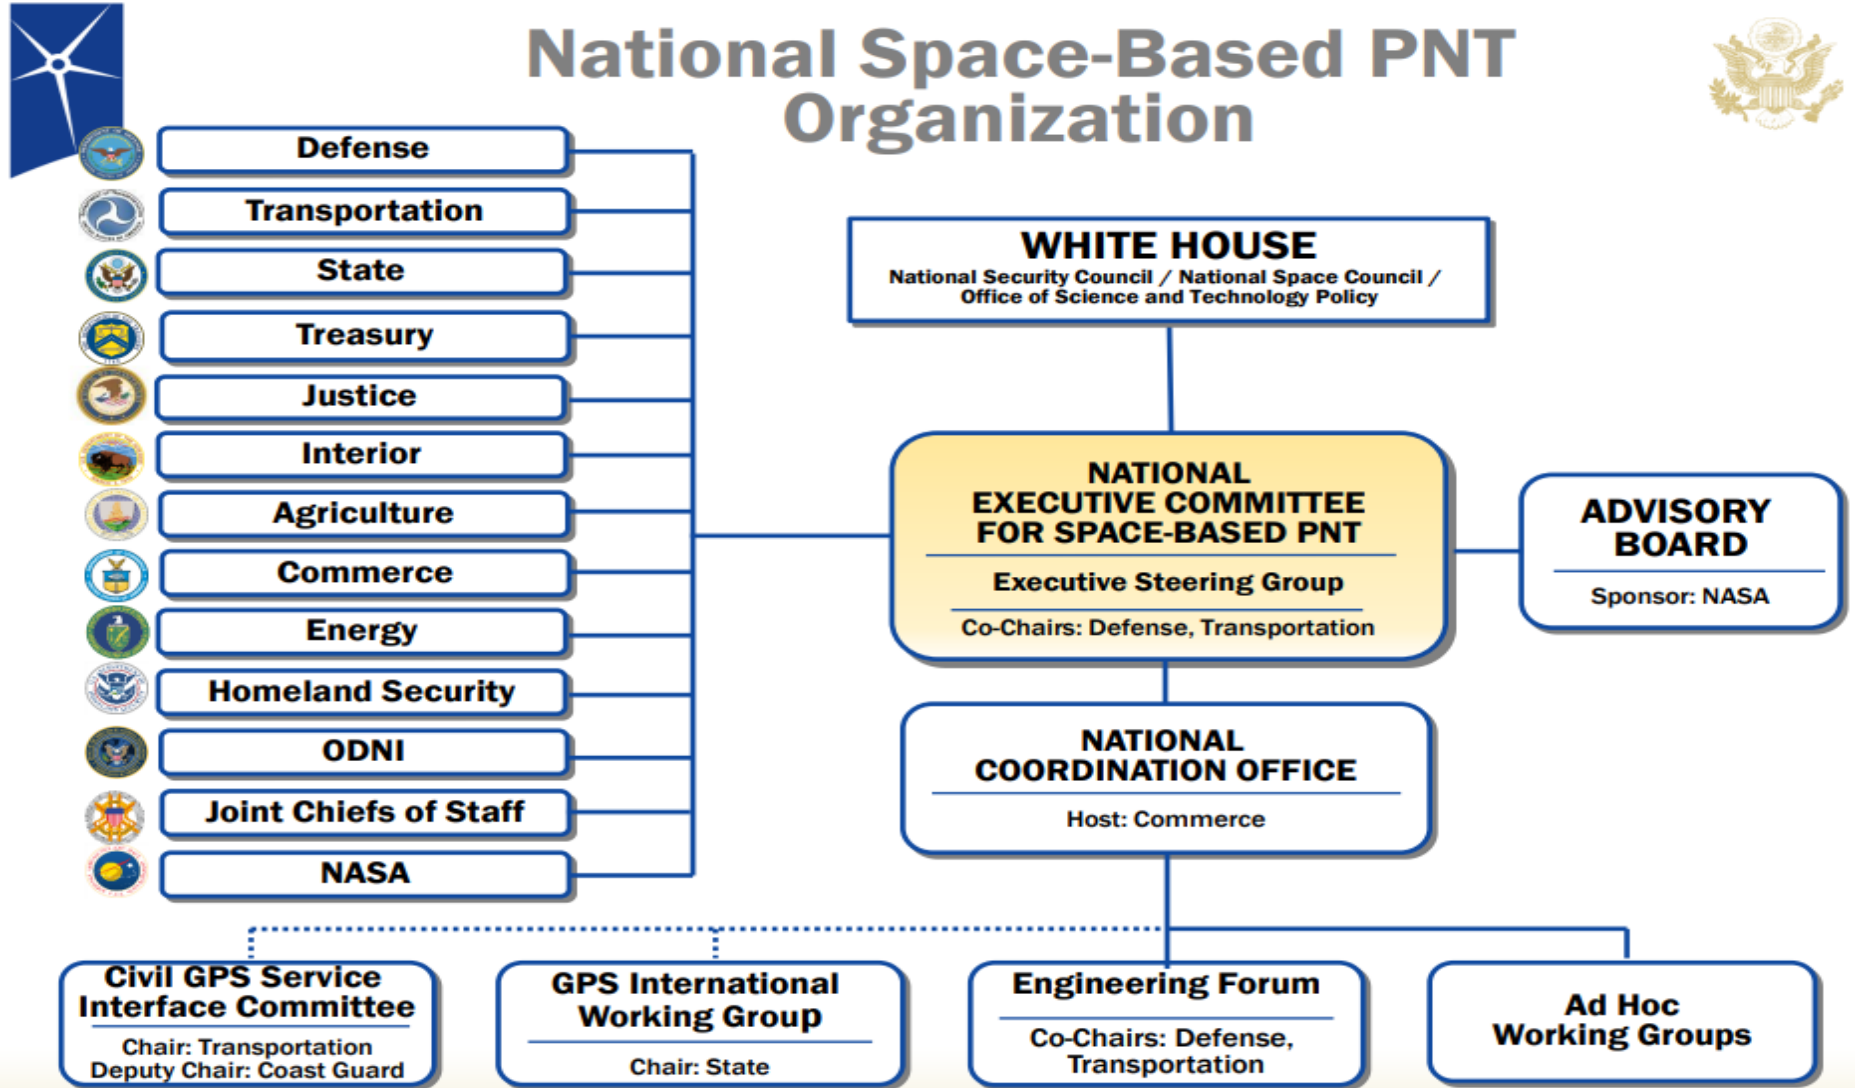 National Space-Based PNT
Organization
Defense
Transportation
State
Treasury
Justice
Interior
Agriculture
Commerce
Energy
Homeland Security
ODNI
Joint Chiefs of Staff
NASA
WHITE HOUSE
National Security Council / National Space Council /
Office of Science and Technology Policy
NATIONAL
EXECUTIVE COMMITTEE
FOR SPACE-BASED PNT
Executive Steering Group
Co-Chairs: Defense, Transportation
ADVISORY
BOARD
Sponsor: NASA
NATIONAL
COORDINATION OFFICE
Host: Commerce
Civil GPS Service
Interface Committee
Chair: Transportation
Deputy Chair: Coast Guard
GPS International
Working Group
Chair: State
Engineering Forum
Co-Chairs: Defense,
Transportation
Ad Hoc
Working Groups